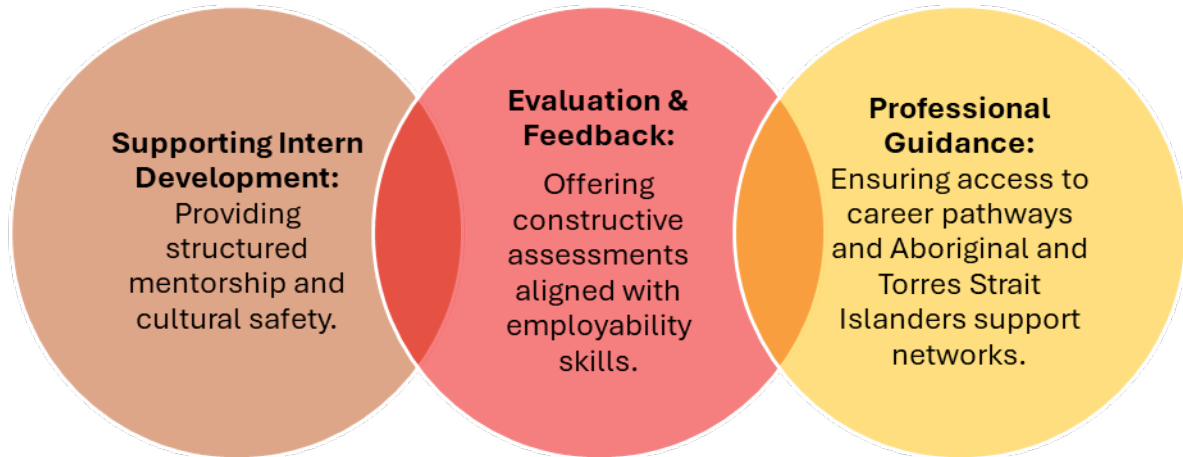 Supporting Intern
Development:
Providing
structured
mentorship and
cultural safety.
Evaluation &
Feedback:
Offering
constructive
assessments
aligned with
employability
skills.
Professional
Guidance:
Ensuring access to
career pathways
and Aboriginal and
Torres Strait
Islanders support
networks.